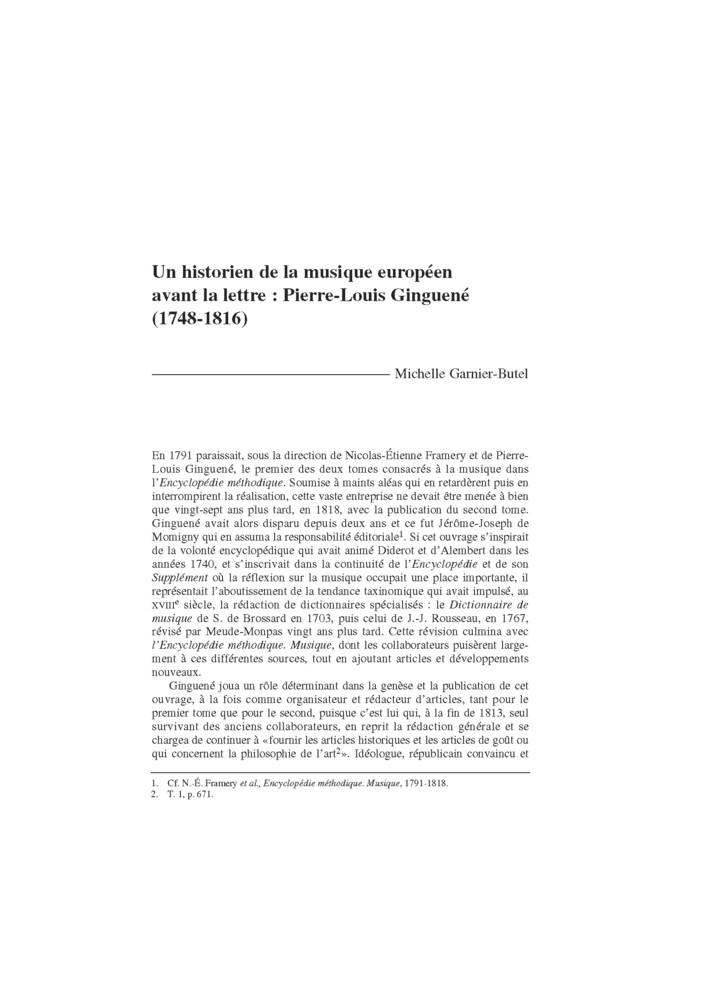 Un historien de la musique européen
avant la lettre : Pierre-Louis Ginguené
(1748-1816)
Michelle Garnier-Butel
En 1791 paraissait, sous la direction de Nicolas-Étienne Framery et de Pierre-
Louis Ginguené, le premier des deux tomes consacrés à la musique dans
l’Encyclopédie méthodique. Soumise à maints aléas qui en retardèrent puis en
interrompirent la réalisation, cette vaste entreprise ne devait être menée à bien
que vingt-sept ans plus tard, en 1818, avec la publication du second tome.
Ginguené avait alors disparu depuis deux ans et ce fut Jérôme-Joseph de
Momigny qui en assuma la responsabilité éditoriale1. Si cet ouvrage s’inspirait
de la volonté encyclopédique qui avait animé Diderot et d’Alembert dans les
années 1740, et s’inscrivait dans la continuité de l’Encyclopédie et de son
Supplément où la réflexion sur la musique occupait une place importante, il
représentait l’aboutissement de la tendance taxinomique qui avait impulsé, au
XVIIIe siècle, la rédaction de dictionnaires spécialisés : le Dictionnaire de
musique de S. de Brossard en 1703, puis celui de J.-J. Rousseau, en 1767,
révisé par Meude-Monpas vingt ans plus tard. Cette révision culmina avec
l’Encyclopédie méthodique. Musique, dont les collaborateurs puisèrent large-
ment à ces différentes sources, tout en ajoutant articles et développements
nouveaux.
Ginguené joua un rôle déterminant dans la genèse et la publication de cet
ouvrage, à la fois comme organisateur et rédacteur d’articles, tant pour le
premier tome que pour le second, puisque c’est lui qui, à la fin de 1813, seul
survivant des anciens collaborateurs, en reprit la rédaction générale et se
chargea de continuer à «fournir les articles historiques et les articles de goût ou
qui concernent la philosophie de l’art2». Idéologue, républicain convaincu et
1. Cf. N.-É. Framery et al., Encyclopédie méthodique. Musique, 1791-1818.
2. T. 1, p. 671.